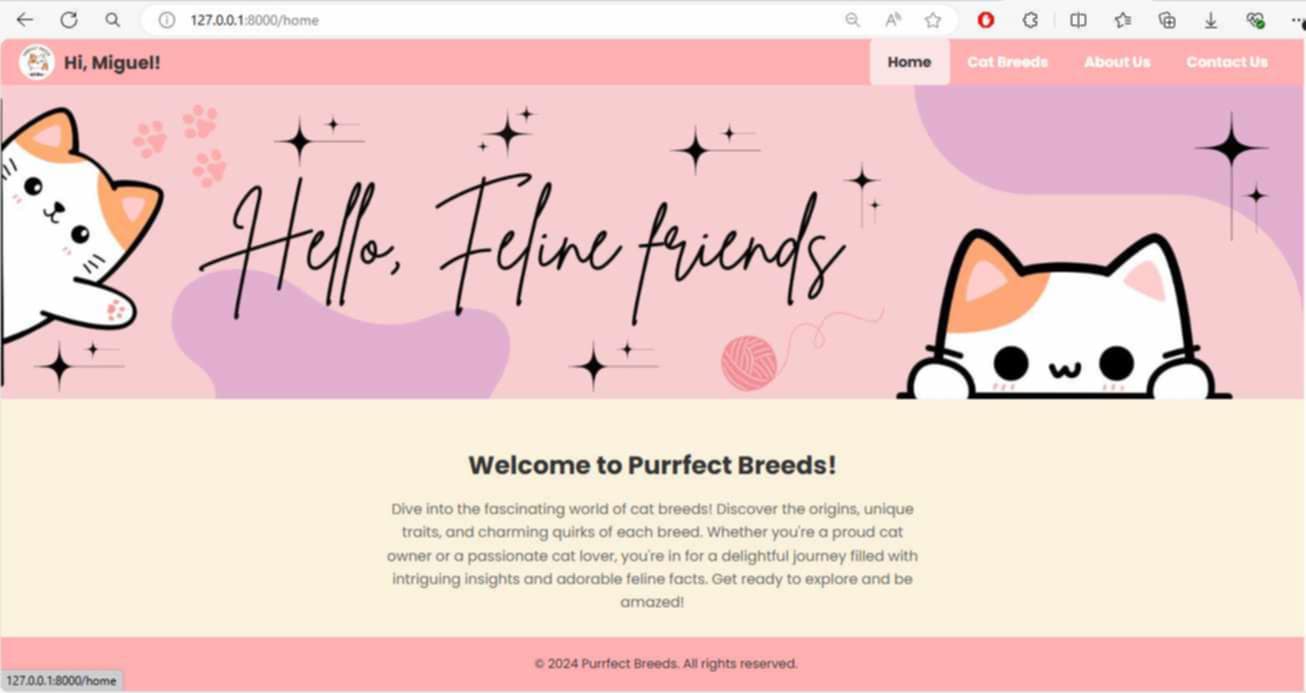 127.0.0.1:8000/home
Hi, Miguel!
Home
Cat Breeds
About Us
Contact Us
Hello, Feline friends
Welcome to Purrfect Breeds!
Dive into the fascinating world of cat breeds! Discover the origins, unique
traits, and charming quirks of each breed. Whether you're a proud cat
owner or a passionate cat lover, you're in for a delightful journey filled with
intriguing insights and adorable feline facts. Get ready to explore and be
amazed!
© 2024 Purrfect Breeds. All rights reserved.
127.0.0.1:8000/home